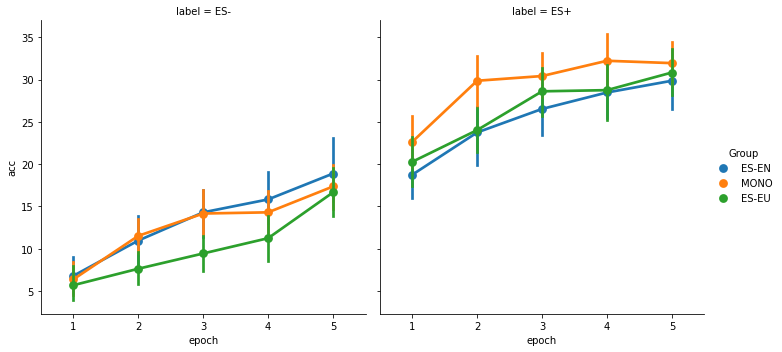 label = ES-
label = ES+
35
30
25
20
15
10
5
acc
1 2 3 4 5
1 2 3 4 5
epoch
epoch
Group
ES-EN
MONO
ES-EU